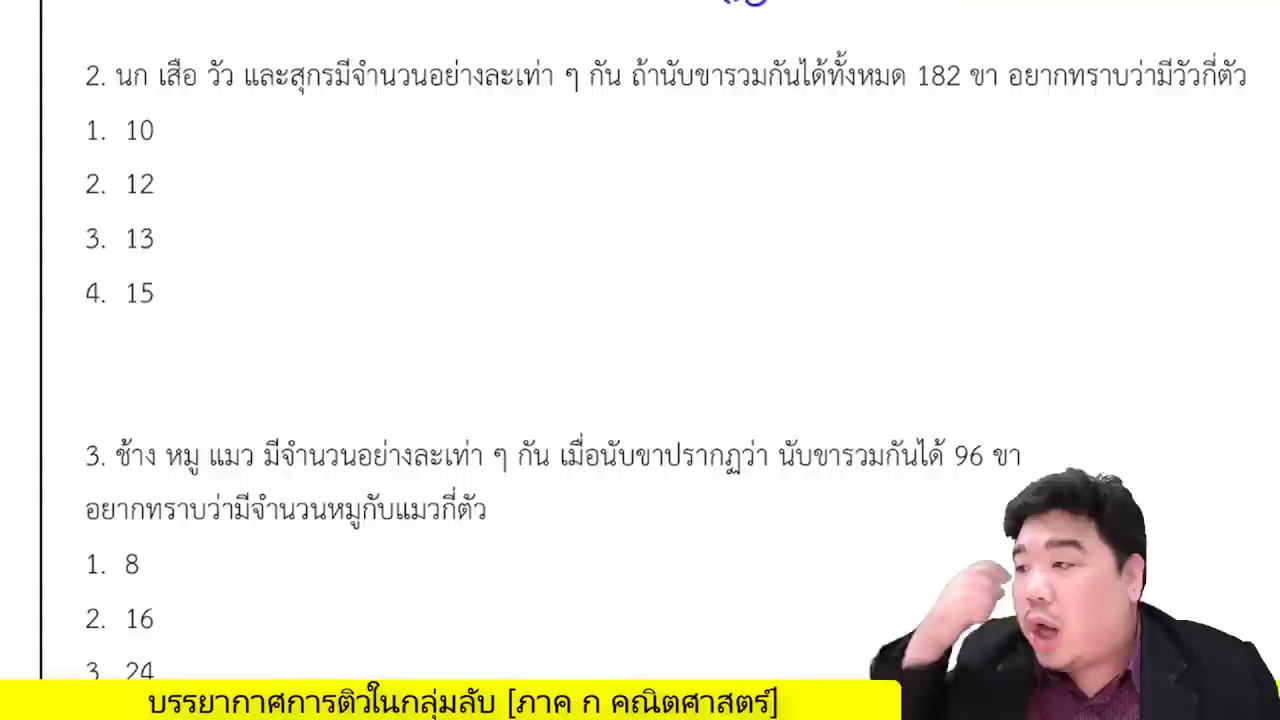 2. นก เสือ วัว และสุกรมีจำนวนอย่างละเท่า ๆ กัน ถ้านับขารวมกันได้ทั้งหมด 182 ขา อยากทราบว่ามีวัวกี่ตัว
1. 10
2. 12
3. 13
4. 15
3. ช้าง หมู แมว มีจำนวนอย่างละเท่า ๆ กัน เมื่อนับขาปรากฏว่า นับขารวมกันได้ 96 ขา
อยากทราบว่ามีจำนวนหมูกับแมวกี่ตัว
1. 8
2. 16
3. 24
บรรยากาศการติวในกลุ่มลับ [ภาค ก คณิตศาสตร์]